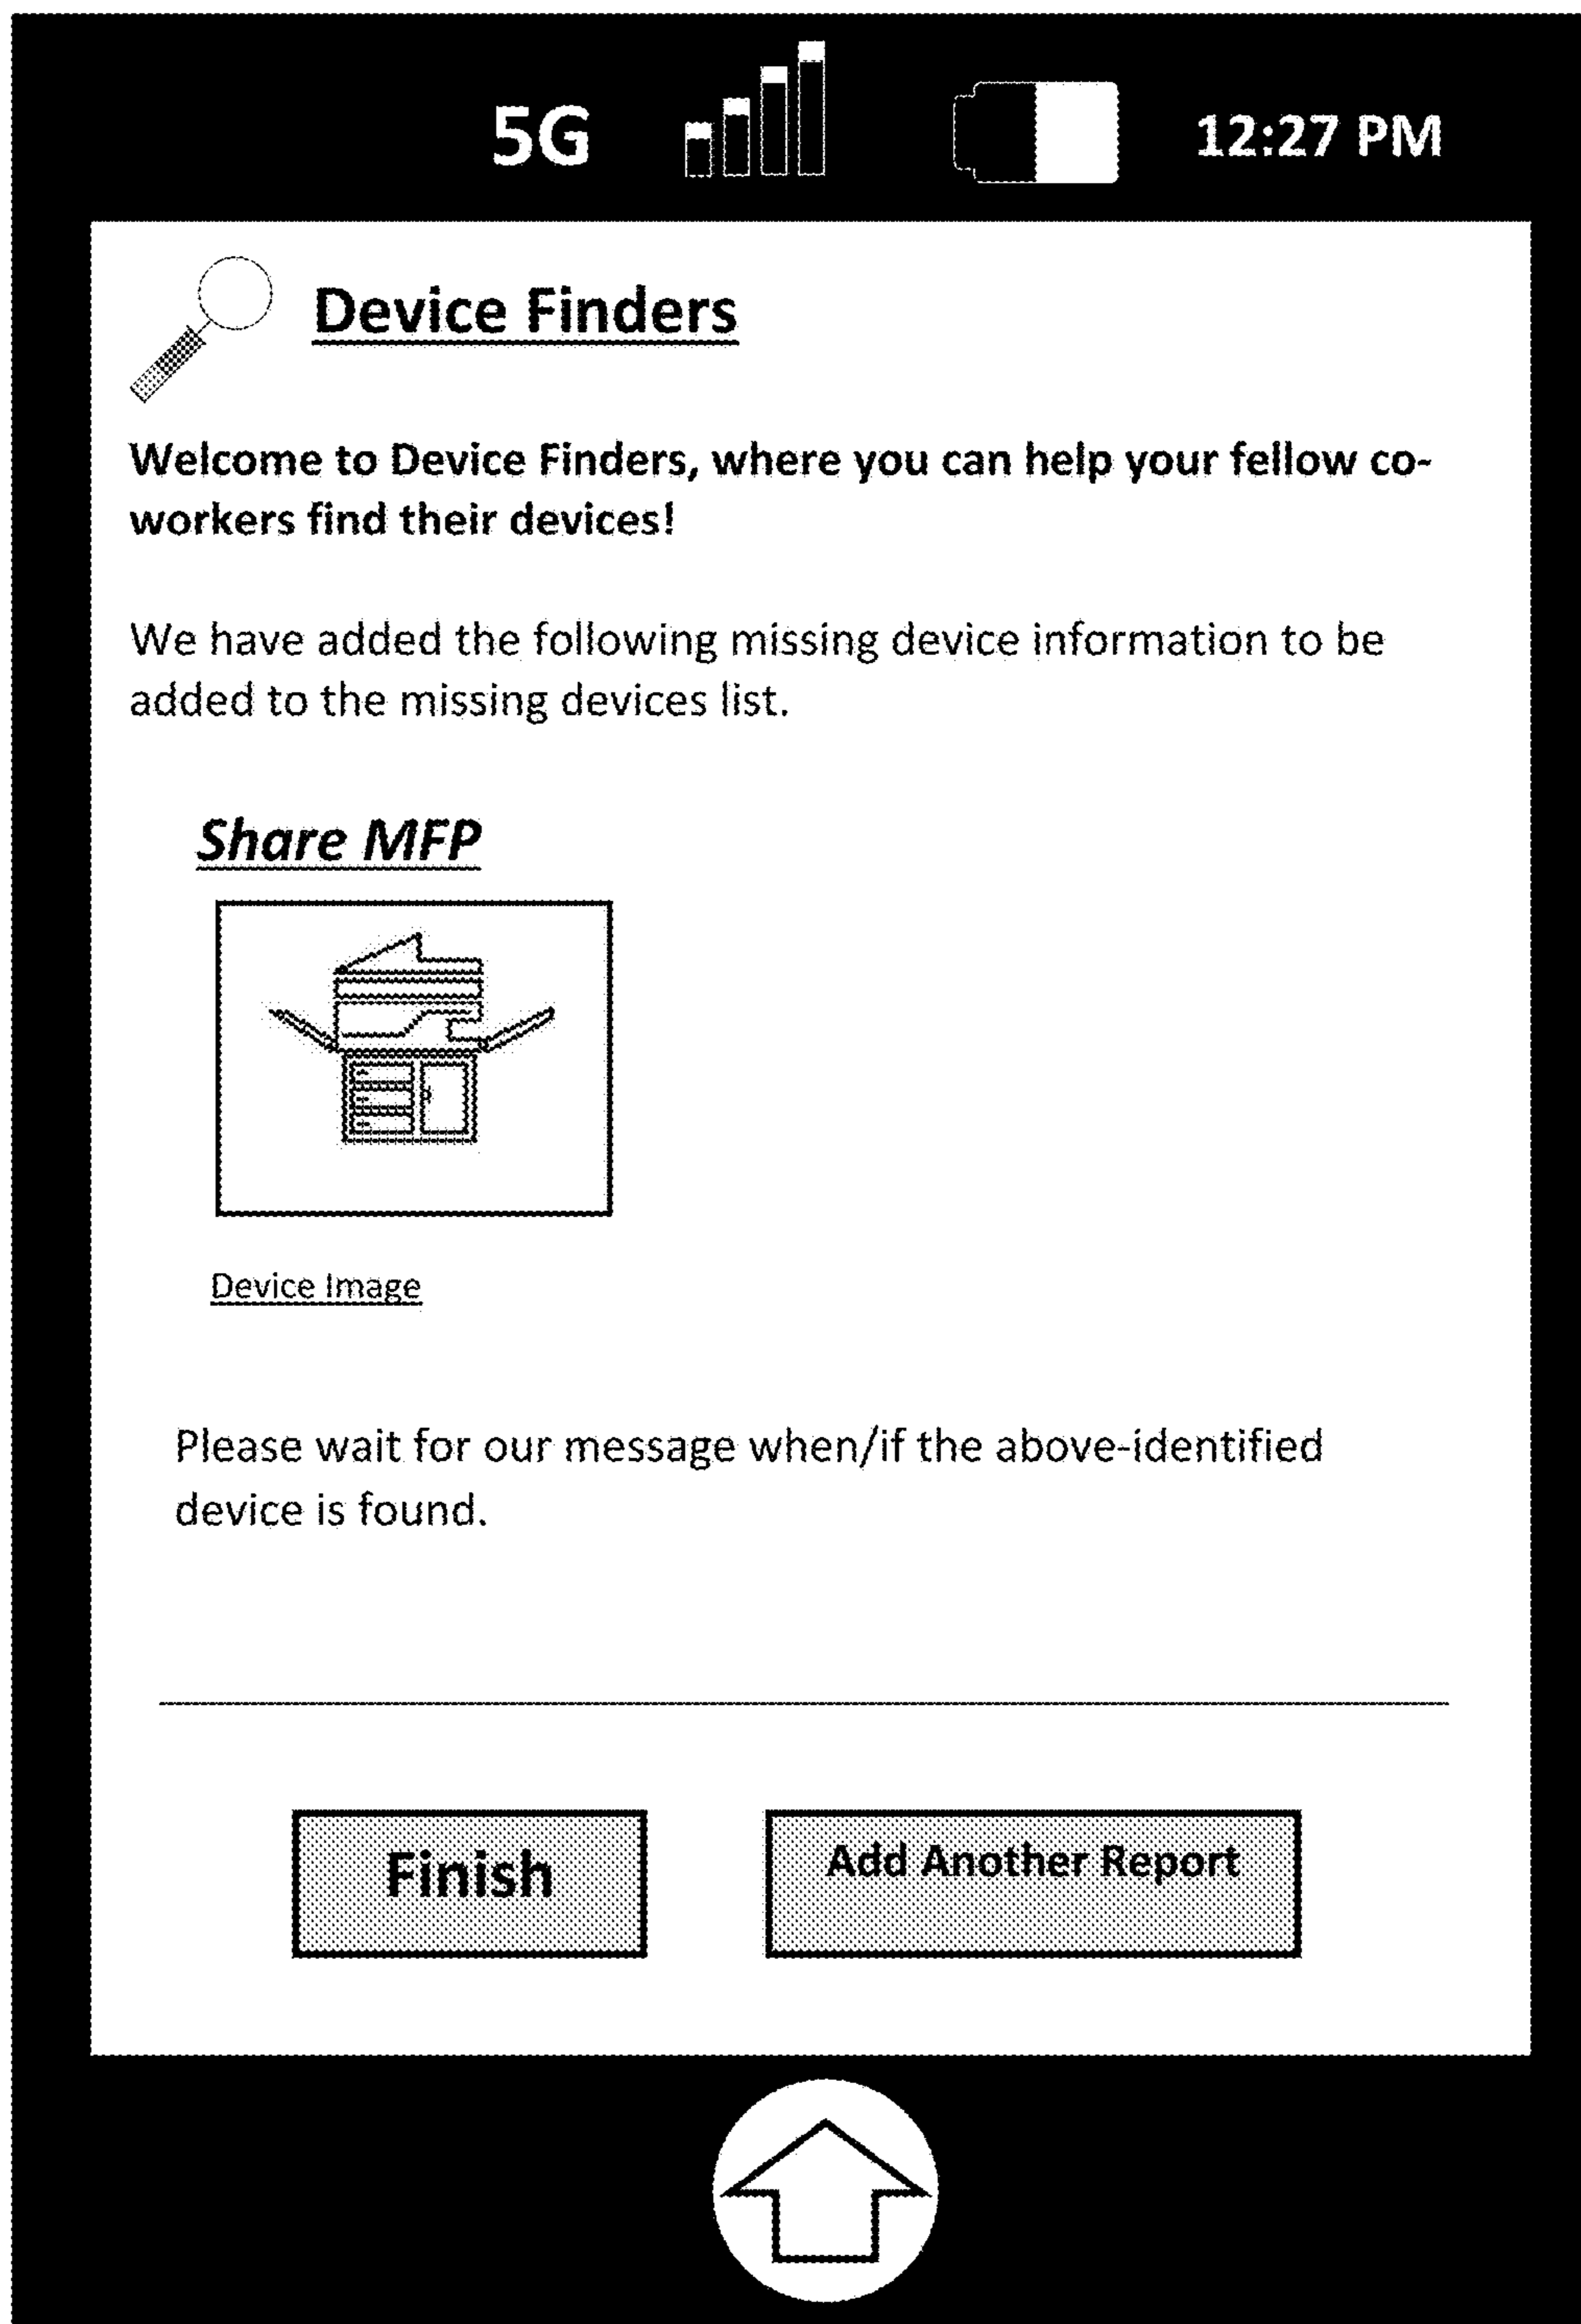 5G 12:27 PM
Device Finders
Welcome to Device Finders, where you can help your fellow co-
workers find their devices!
We have added the following missing device information to be
added to the missing devices list.
Share MFP
Device Image
Please wait for our message when/if the above-identified
device is found.
Finish Add Another Report